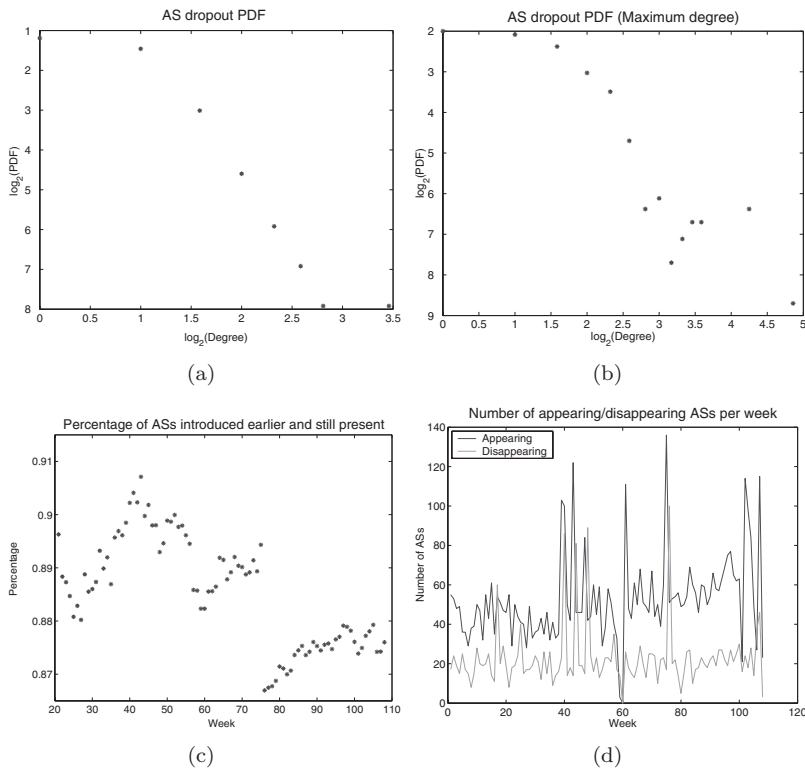 AS dropout PDF
1
2
3
4
5
6
7
8
log2(PDF)
0 0.5 1 1.5 2 2.5 3 3.5
log2(Degree)
(a)
AS dropout PDF (Maximum degree)
2
3
4
5
6
7
8
9
log2(PDF)
0 0.5 1 1.5 2 2.5 3 3.5 4 4.5 5
log2(Degree)
(b)
Percentage of ASs introduced earlier and still present
0.91
0.9
0.89
0.88
0.87
Percentage
20 30 40 50 60 70 80 90 100 110
Week
(c)
Number of appearing/disappearing ASs per week
Appearing
Disappearing
140
120
100
80
60
40
20
0
Number of ASs
0 20 40 60 80 100 120
Week
(d)